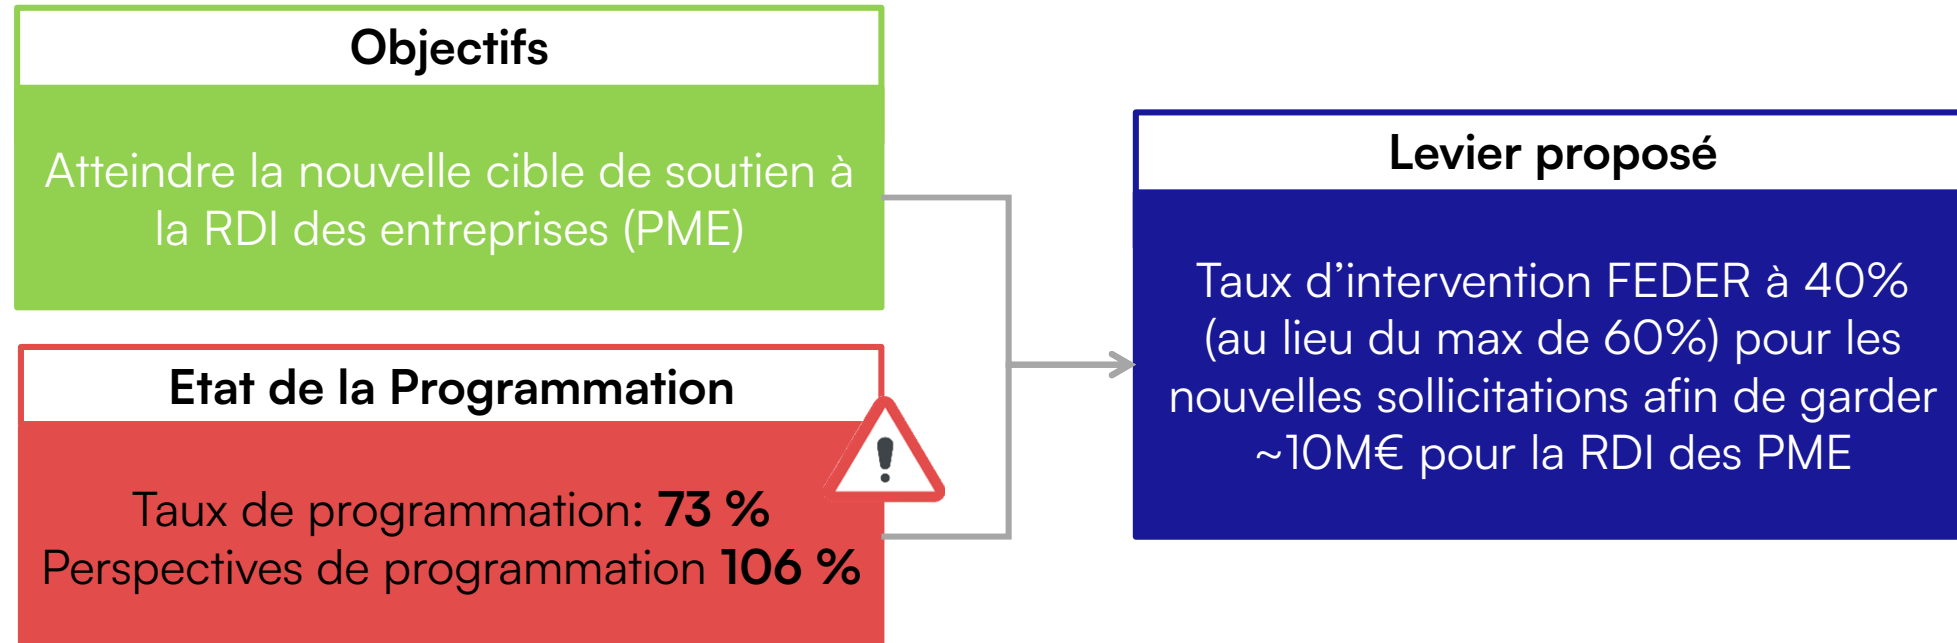 Objectifs
Atteindre la nouvelle cible de soutien à
la RDI des entreprises (PME)
Etat de la Programmation
Taux de programmation: 73 %
Perspectives de programmation 106 %
Levier proposé
Taux d’intervention FEDER à 40%
(au lieu du max de 60%) pour les
nouvelles sollicitations afin de garder
~10M€ pour la RDI des PME